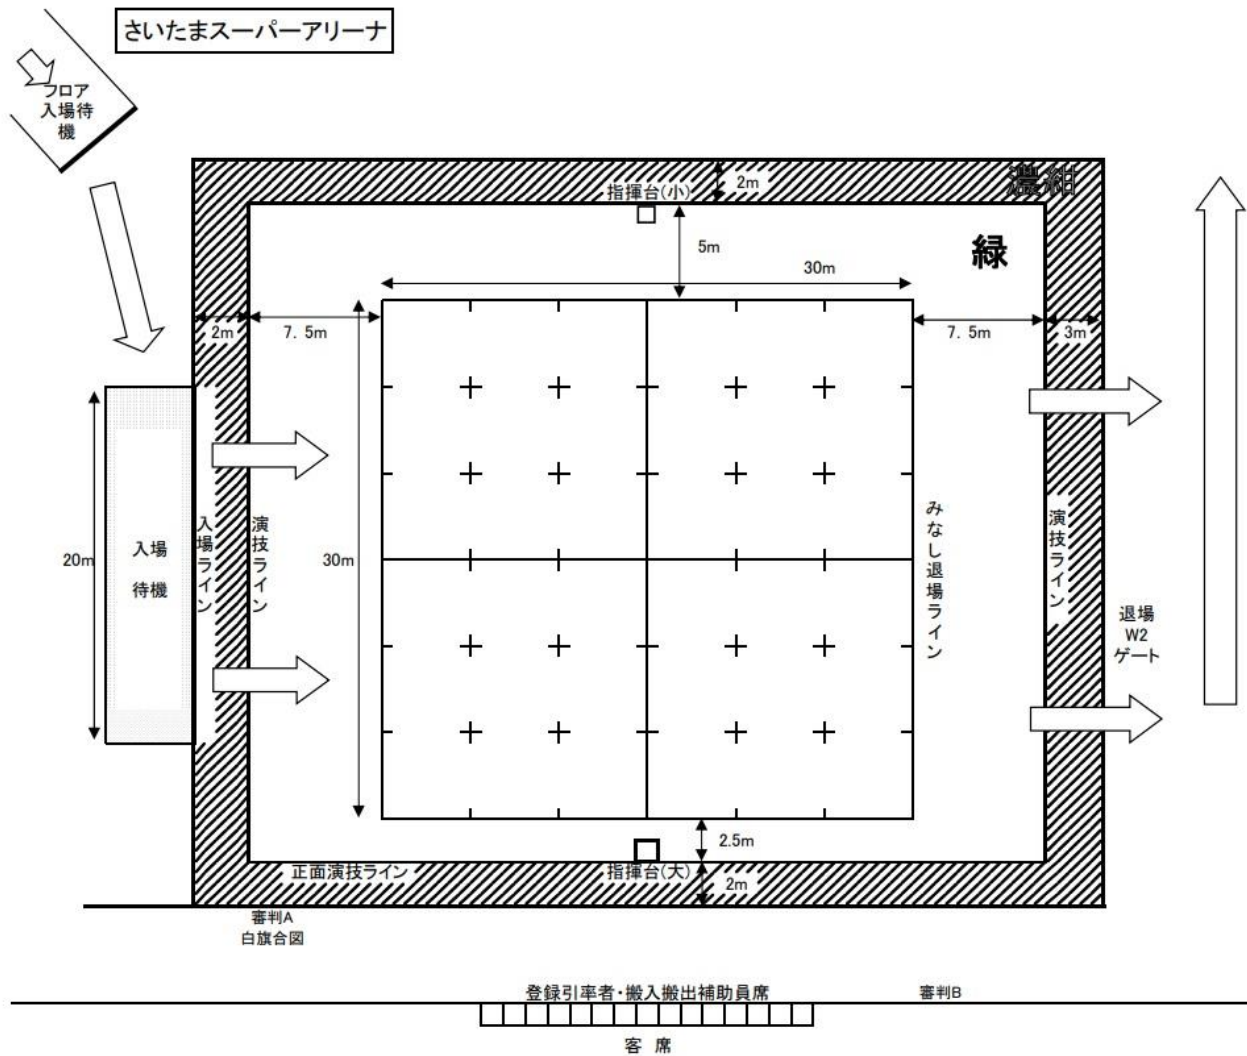 さいたまスーパーアリーナ
フロア
入場待
機
濃紺
2m
指揮台(小)
緑
5m
30m
2m
7．5m
7．5m
3m
20m
入場
待機
入場ライン
演技ライン
30m
みなし退場ライン
演技ライン
退場
W2
ゲート
2.5m
正面演技ライン
指揮台(大)
2m
審判A
白旗合図
登録引率者・搬入搬出補助員席
審判B
客 席